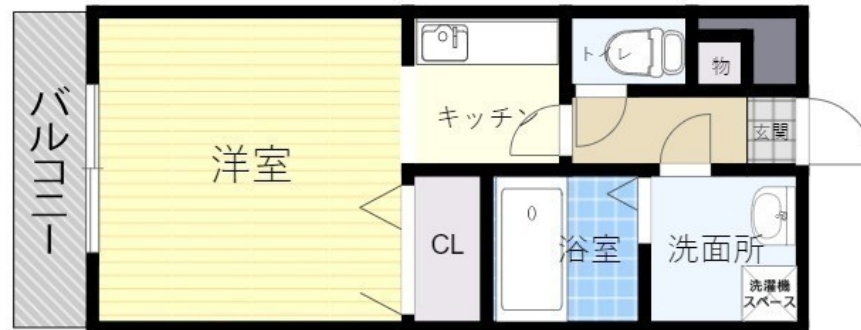 バルコニー
洋室
キッチン
トイレ
物
玄関
CL
浴室
洗面所
洗濯機
スペース